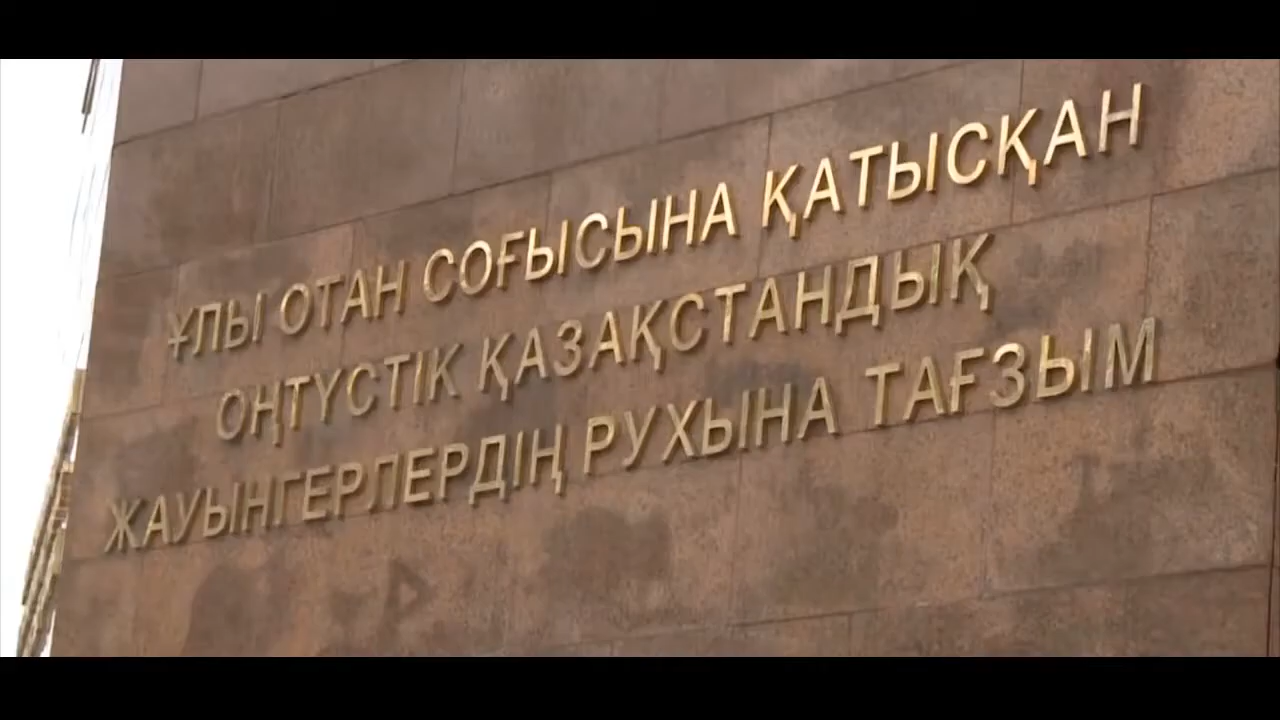 ҰЛЫ ОТАН СОҒЫСЫНА ҚАТЫСҚАН
ОҢТҮСТІК ҚАЗАҚСТАНДЫҚ
ЖАУЫНГЕРЛЕРДІҢ РУХЫНА ТАҒЗЫМ